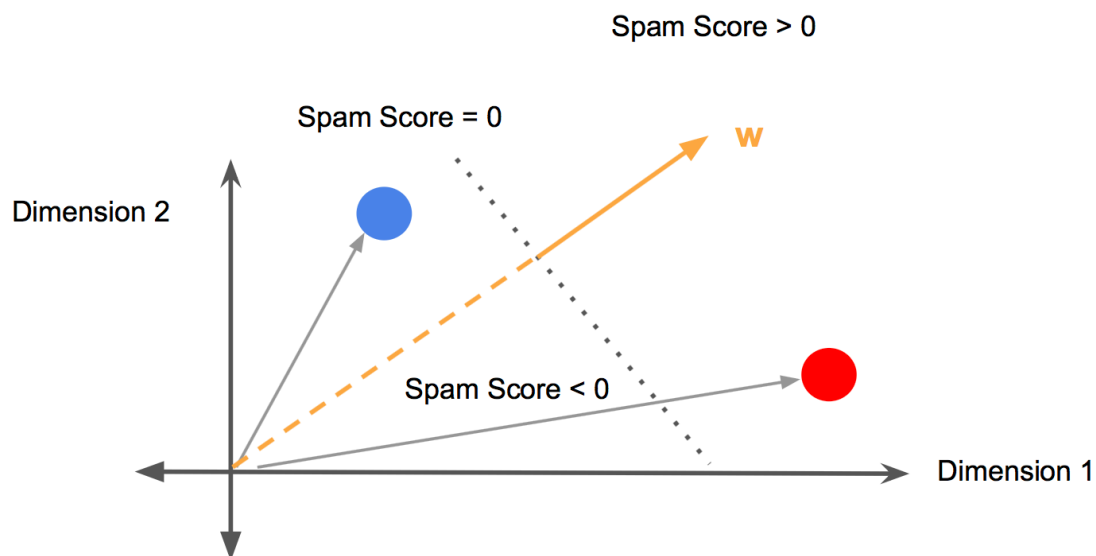 Spam Score > 0
Spam Score = 0
w
Dimension 2
Spam Score < 0
Dimension 1